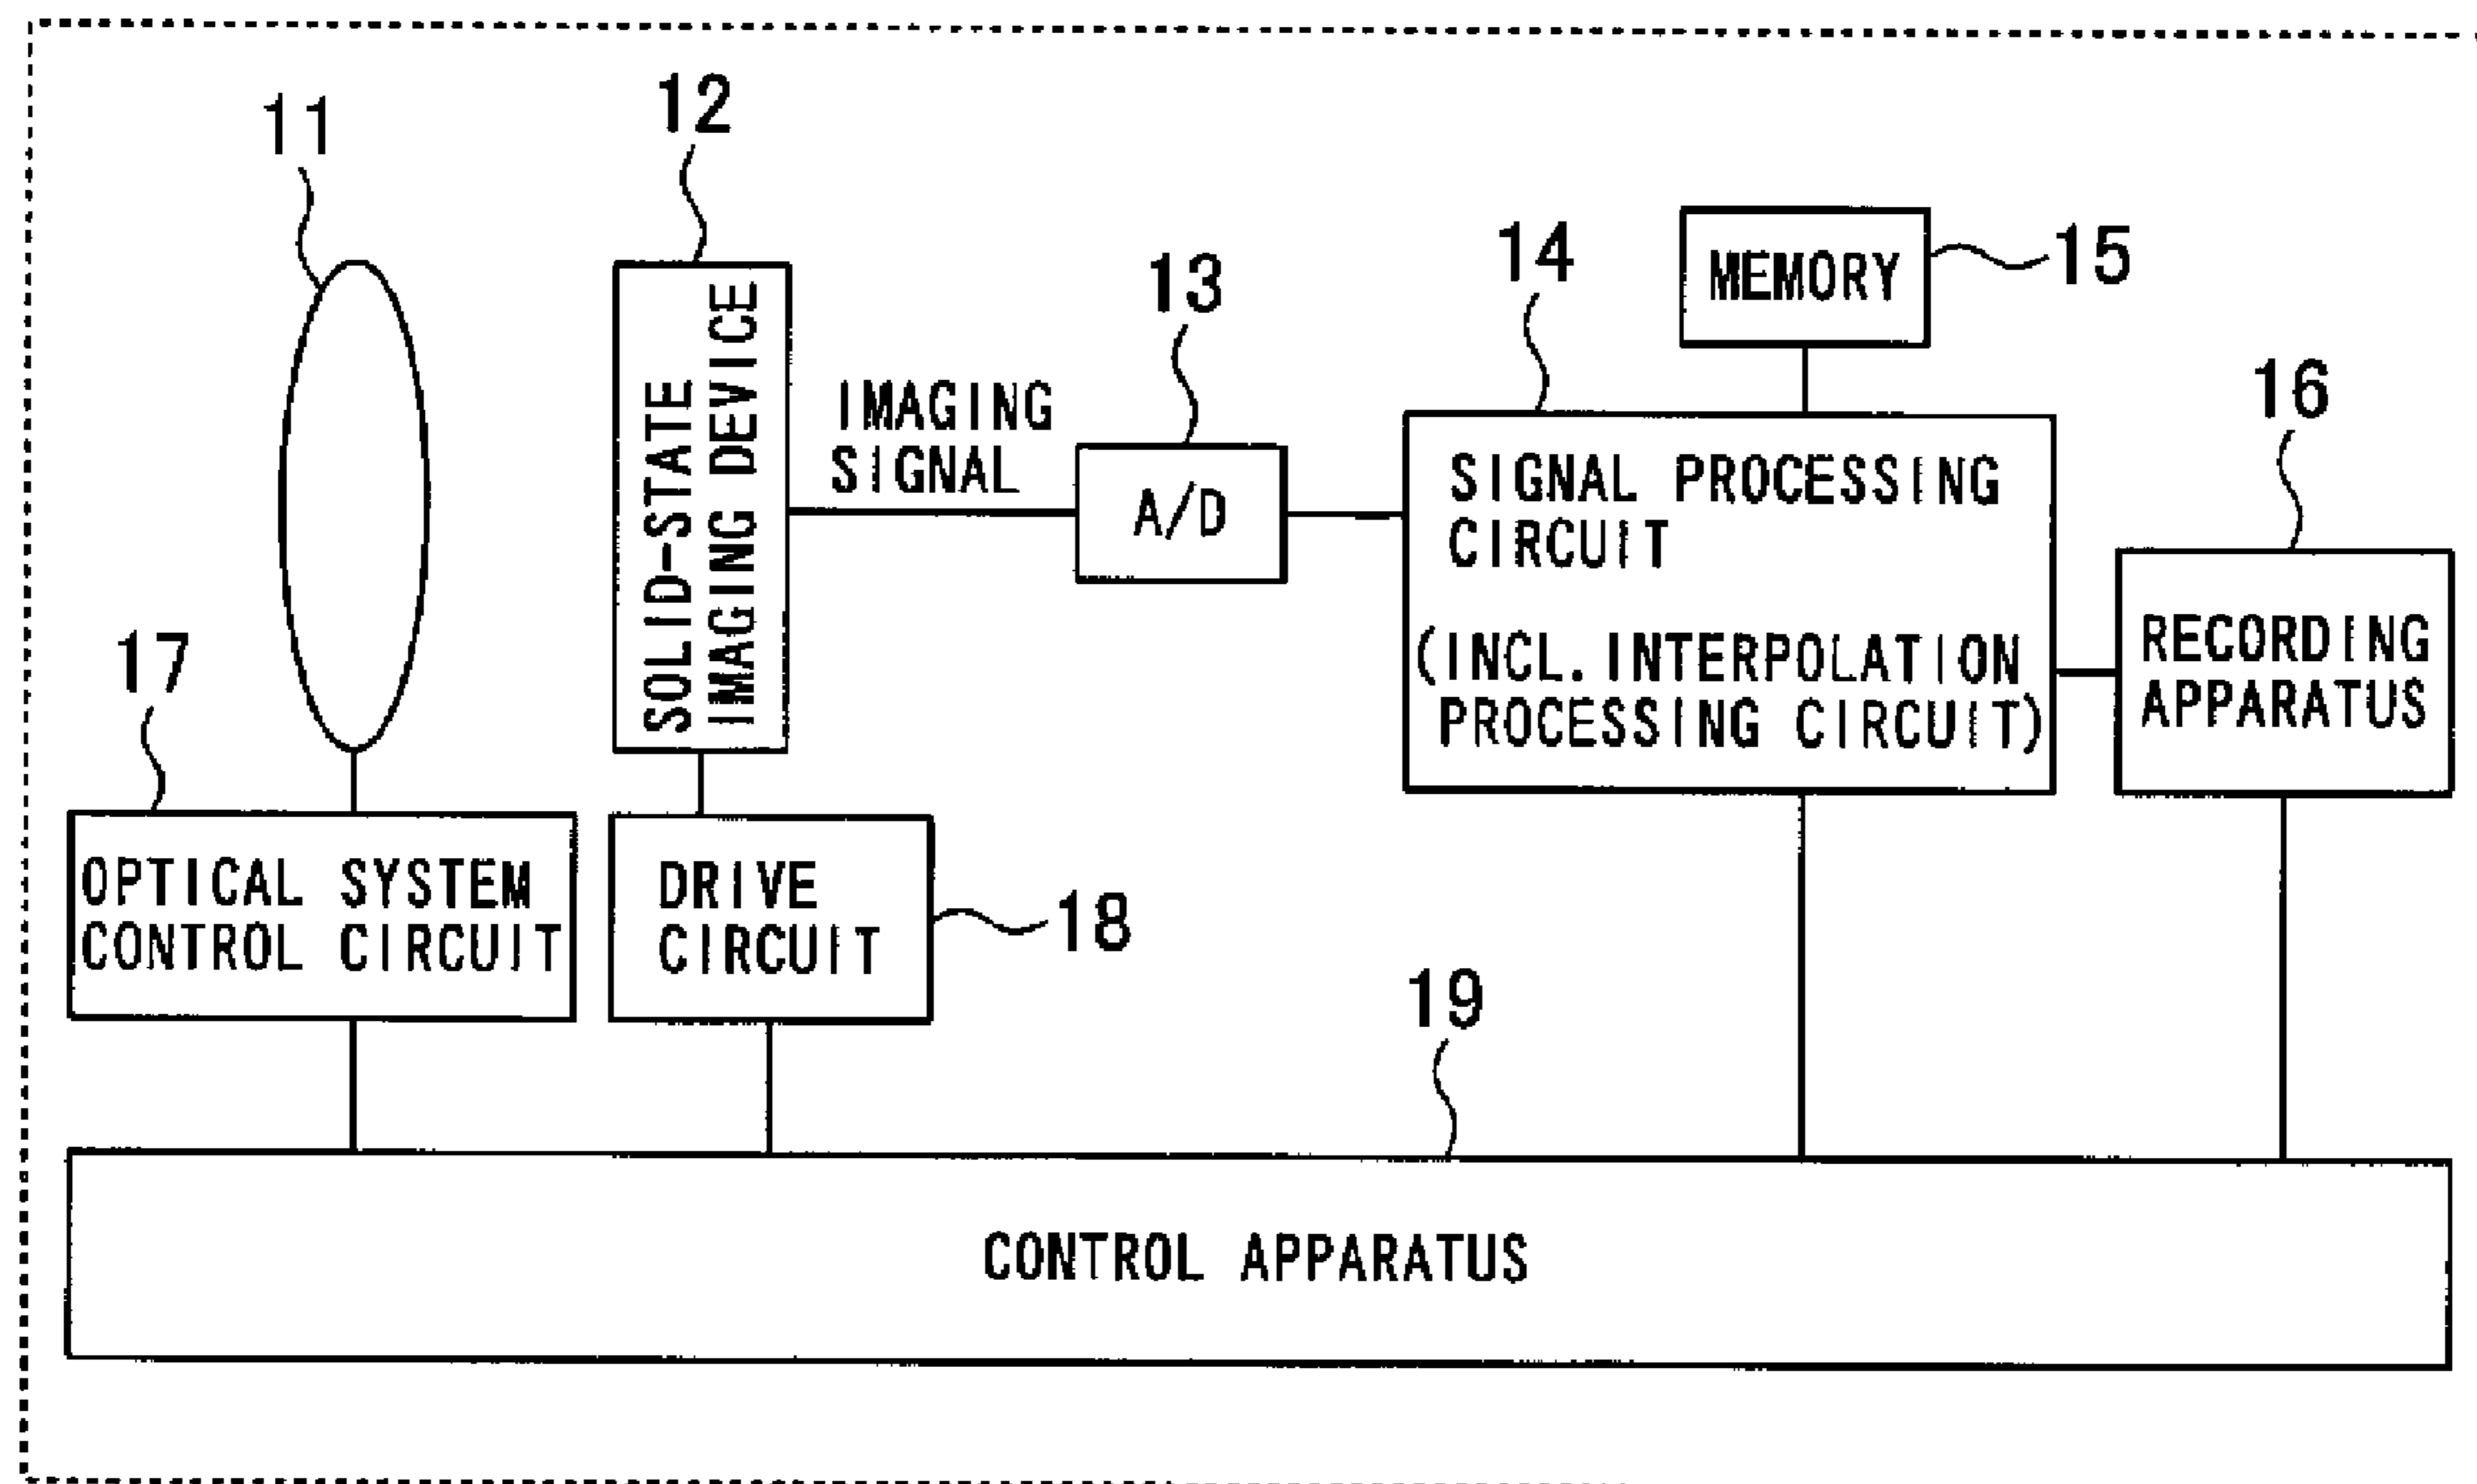 11
12
13
14
15
16
17
18
19
MEMORY
SOLID-STATE
IMAGING DEVICE
IMAGING
SIGNAL
A/D
SIGNAL PROCESSING
CIRCUIT
(INCL. INTERPOLATION
PROCESSING CIRCUIT)
RECORDING
APPARATUS
OPTICAL SYSTEM
CONTROL CIRCUIT
DRIVE
CIRCUIT
CONTROL APPARATUS